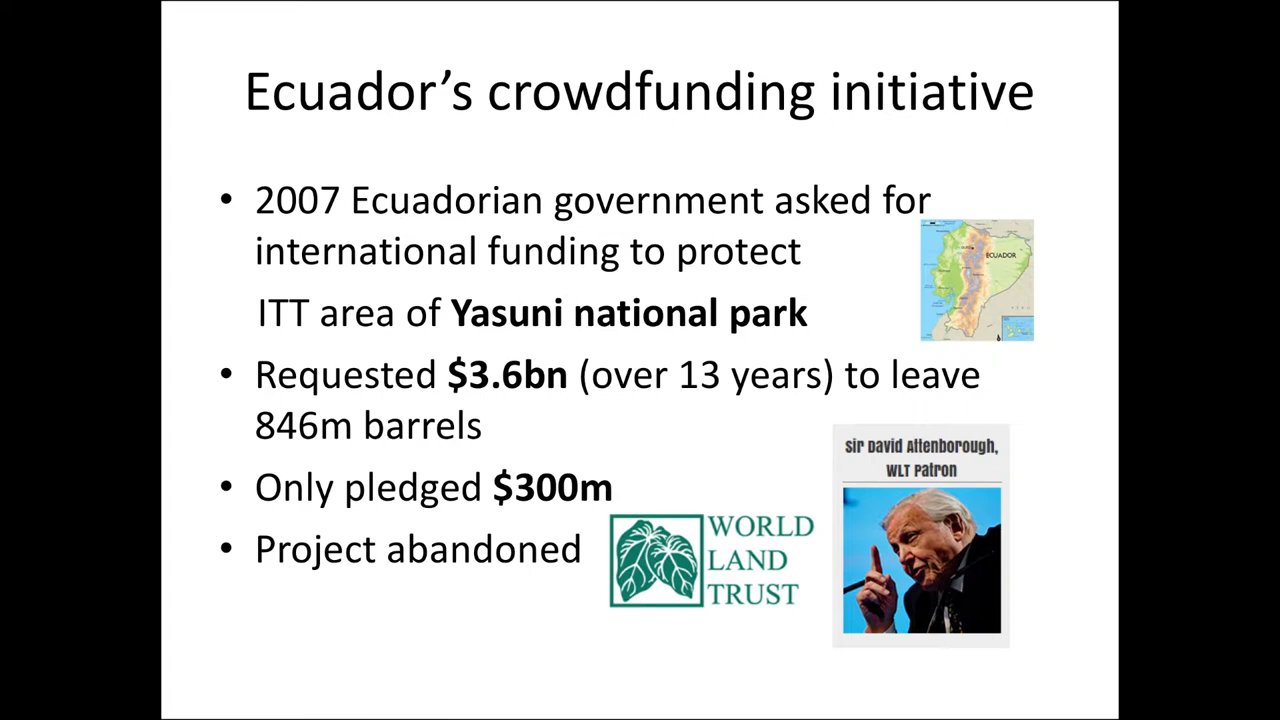 Ecuador’s crowdfunding initiative
• 2007 Ecuadorian government asked for
international funding to protect
ITT area of Yasuni national park
ECUADOR
• Requested $3.6bn (over 13 years) to leave
846m barrels
• Only pledged $300m
• Project abandoned
WORLD
LAND
TRUST
Sir David Attenborough,
WLT Patron